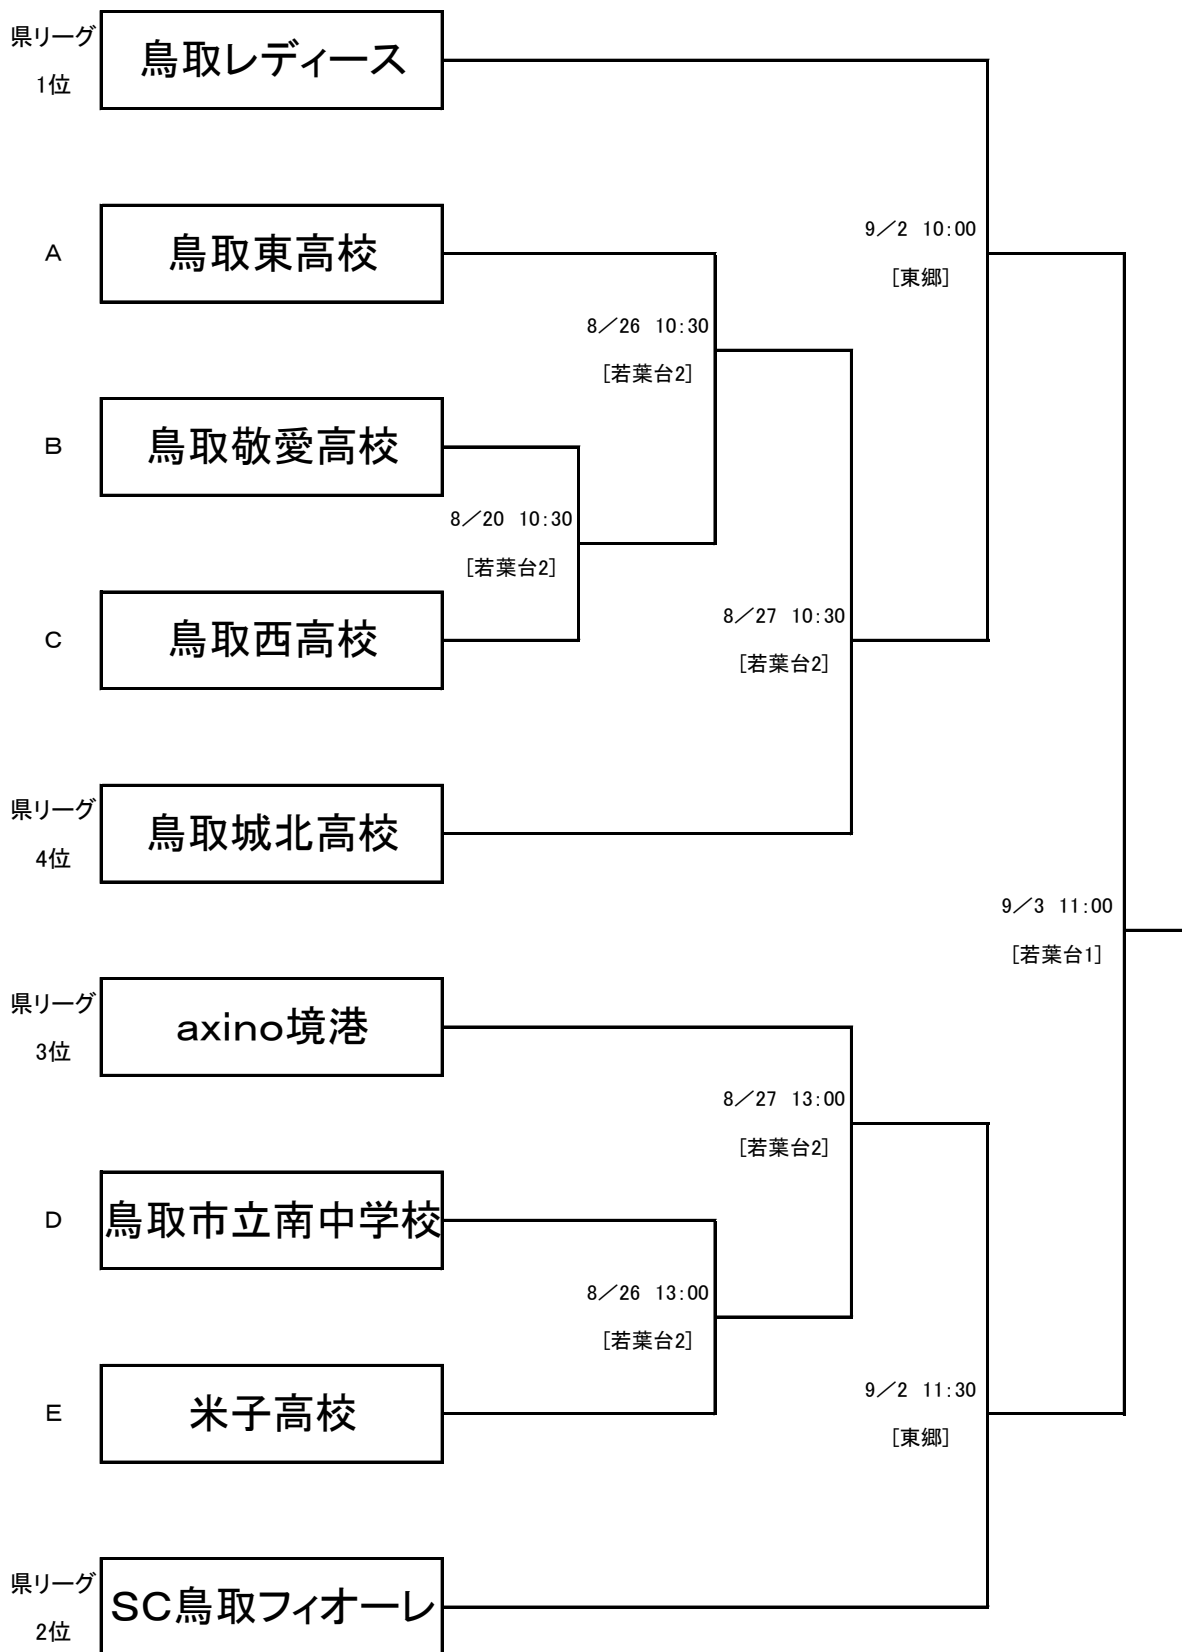 県リーグ
1位
鳥取レディース
9／2 10:00
[東郷]
A
鳥取東高校
8／26 10:30
[若葉台2]
B
鳥取敬愛高校
8／20 10:30
[若葉台2]
C
鳥取西高校
8／27 10:30
[若葉台2]
県リーグ
4位
鳥取城北高校
9／3 11:00
[若葉台1]
県リーグ
3位
axino境港
8／27 13:00
[若葉台2]
D
鳥取市立南中学校
8／26 13:00
[若葉台2]
E
米子高校
9／2 11:30
[東郷]
県リーグ
2位
SC鳥取フィオーレ